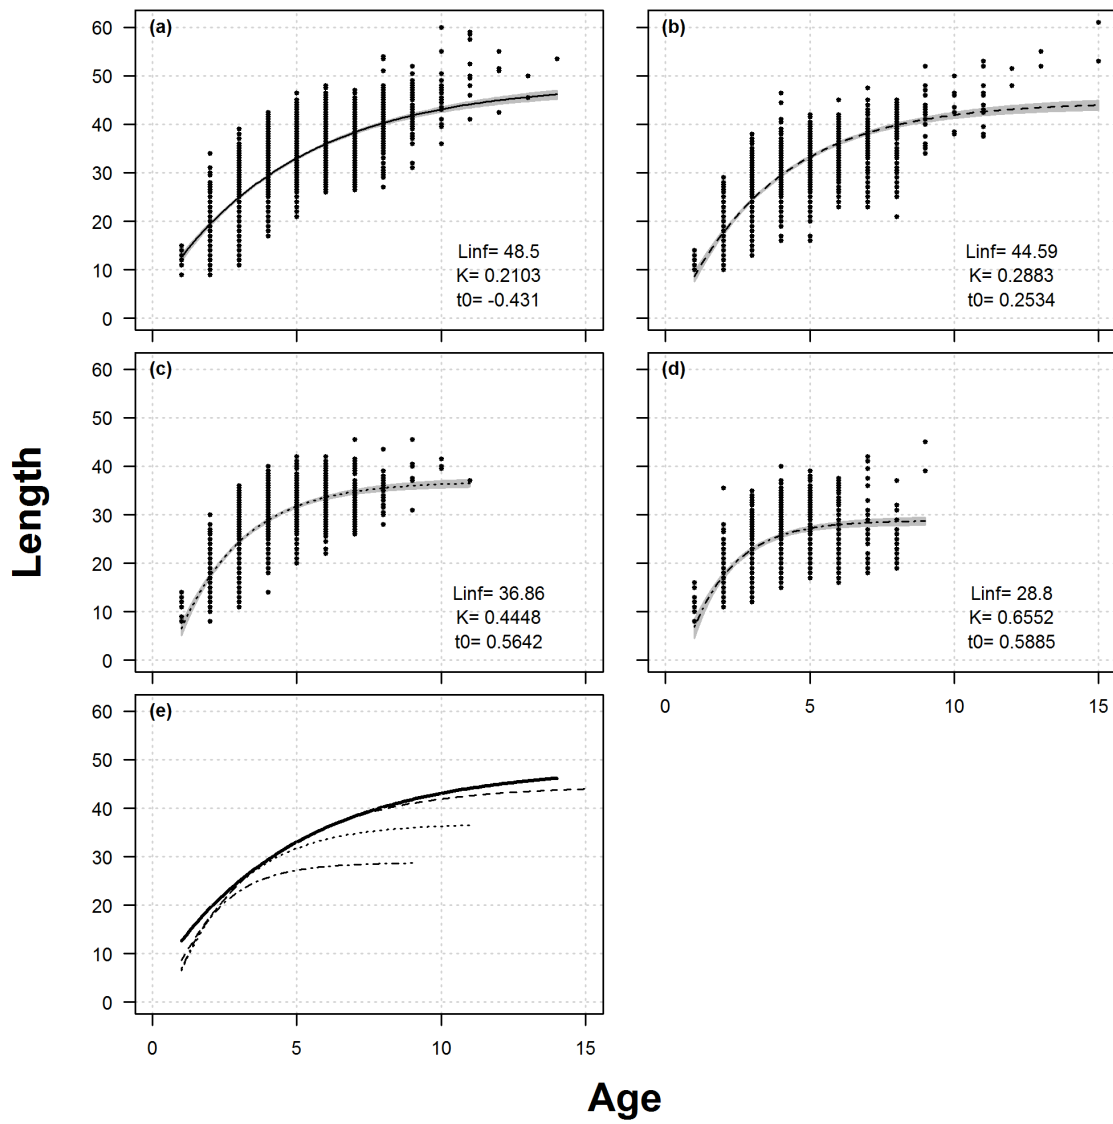 (a)
60
50
40
30
20
10
0
Linf= 48.5
K= 0.2103
t0= -0.431
(b)
Linf= 44.59
K= 0.2883
t0= 0.2534
(c)
60
50
40
30
20
10
0
Linf= 36.86
K= 0.4448
t0= 0.5642
(d)
Linf= 28.8
K= 0.6552
t0= 0.5885
0 5 10 15
Length
(e)
60
50
40
30
20
10
0
0 5 10 15
Age